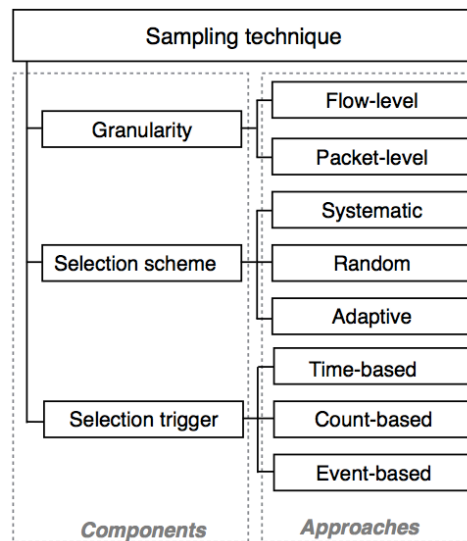 Sampling technique
Granularity
Flow-level
Packet-level
Selection scheme
Systematic
Random
Adaptive
Selection trigger
Time-based
Count-based
Event-based
Components
Approaches